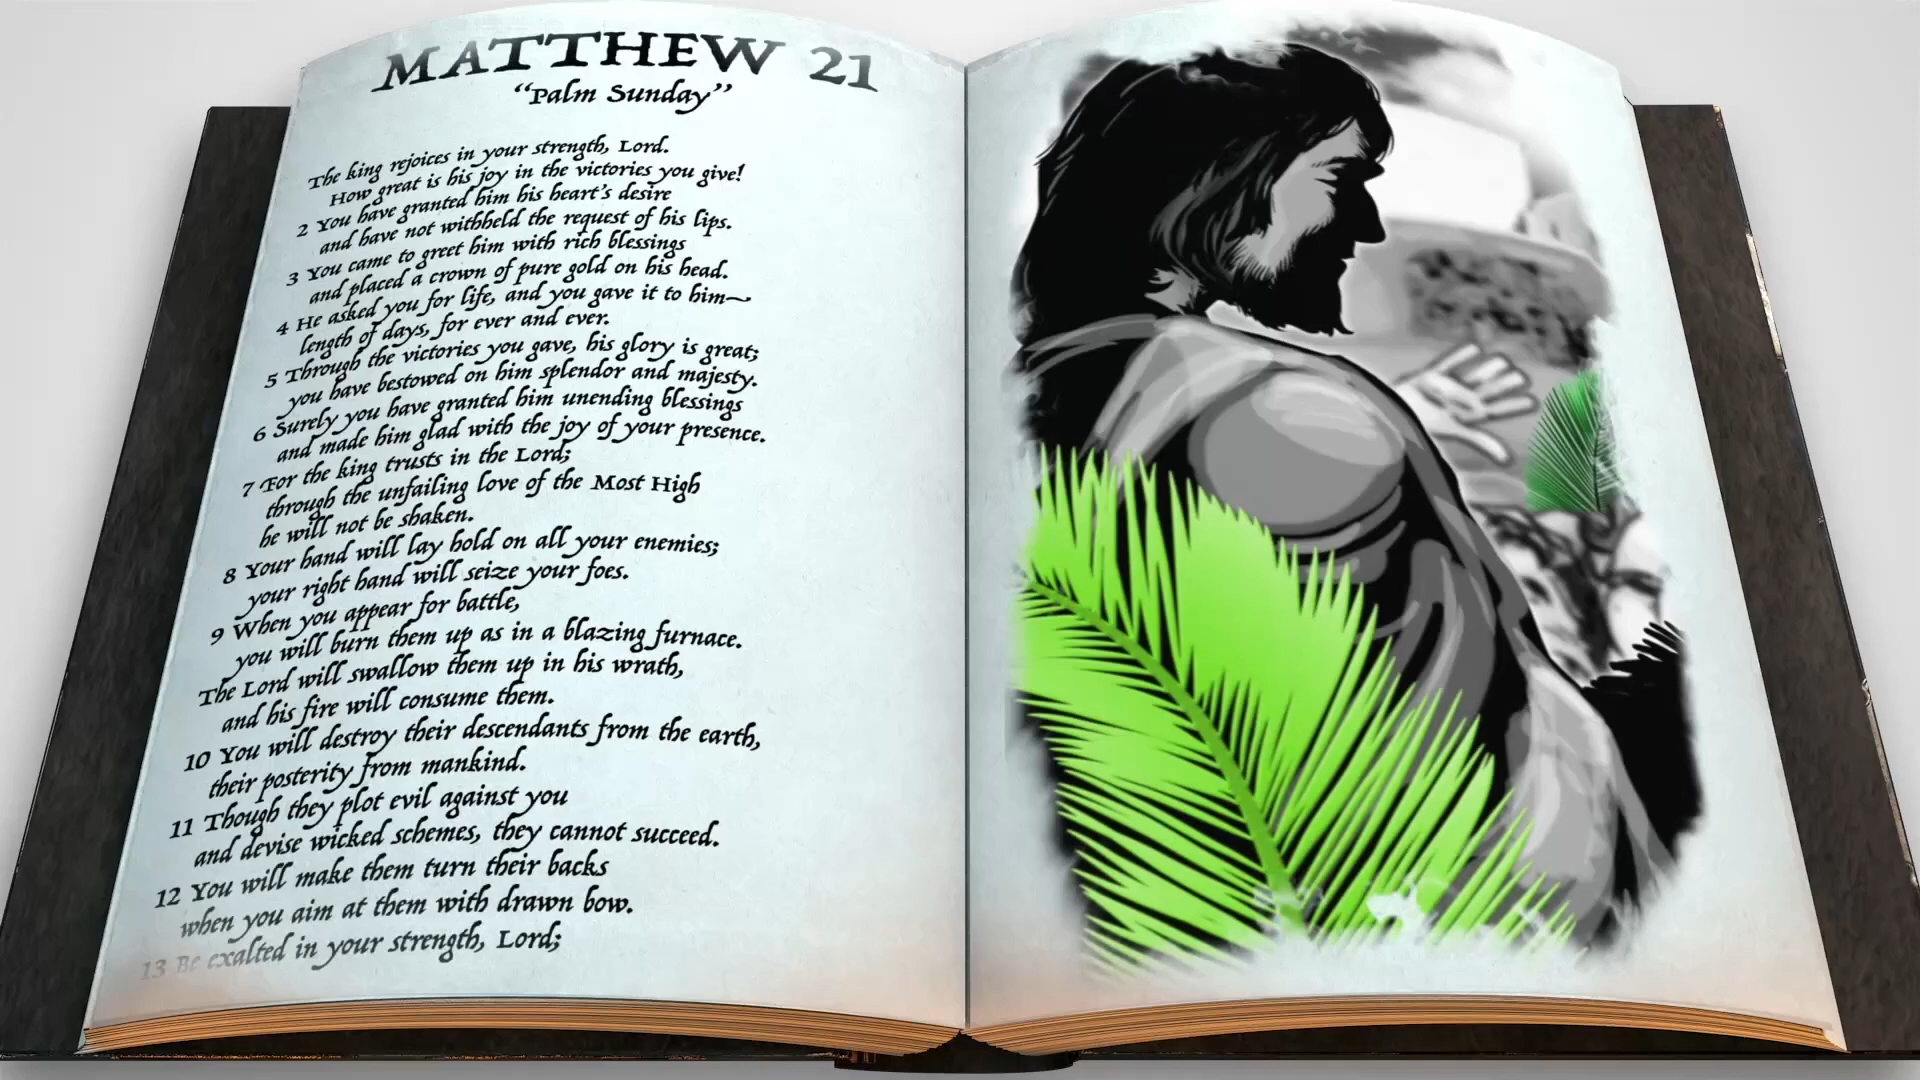 MATTHEW 21
“Palm Sunday”
The king rejoices in your strength, Lord.
How great is his joy in the victories you give!
2 You have granted him his heart’s desire
and have not withheld the request of his lips.
3 You came to greet him with rich blessings
and placed a crown of pure gold on his head.
4 He asked you for life, and you gave it to him—
length of days, for ever and ever.
5 Through the victories you gave, his glory is great;
you have bestowed on him splendor and majesty.
6 Surely you have granted him unending blessings
and made him glad with the joy of your presence.
7 For the king trusts in the Lord;
through the unfailing love of the Most High
he will not be shaken.
8 Your hand will lay hold on all your enemies;
your right hand will seize your foes.
9 When you appear for battle,
you will burn them up as in a blazing furnace.
The Lord will swallow them up in his wrath,
and his fire will consume them.
10 You will destroy their descendants from the earth,
their posterity from mankind.
11 Though they plot evil against you
and devise wicked schemes, they cannot succeed.
12 You will make them turn their backs
when you aim at them with drawn bow.
13 Be exalted in your strength, Lord;